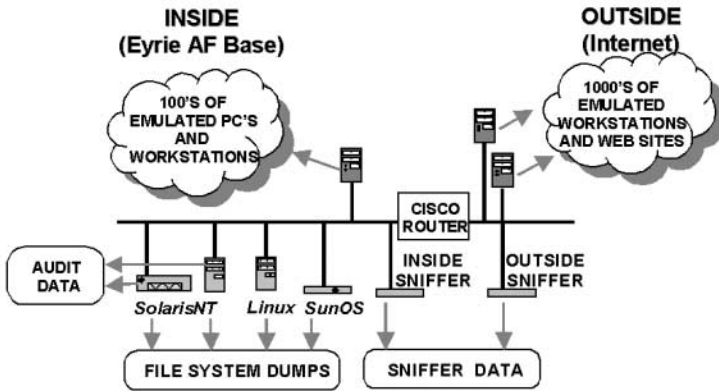 INSIDE
(Eyrie AF Base)
OUTSIDE
(Internet)
100'S OF
EMULATED PC'S
AND
WORKSTATIONS
1000'S OF
EMULATED
WORKSTATIONS
AND WEB SITES
CISCO
ROUTER
INSIDE
SNIFFER
OUTSIDE
SNIFFER
AUDIT
DATA
SolarisNT
Linux
SunOS
FILE SYSTEM DUMPS
SNIFFER DATA